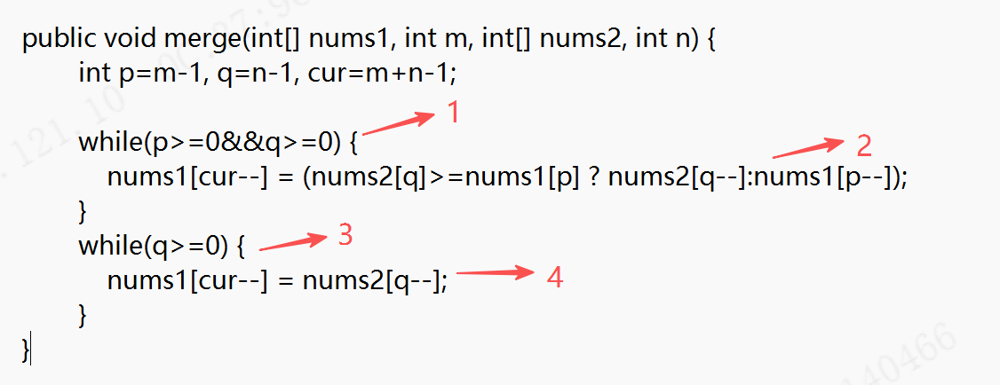 public void merge(int[] nums1, int m, int[] nums2, int n) {
int p=m-1, q=n-1, cur=m+n-1;
1
while(p>=0&&q>=0) {
2
nums1[cur--] = (nums2[q]>=nums1[p] ? nums2[q--]:nums1[p--]);
}
3
while(q>=0) {
nums1[cur--] = nums2[q--];
4
}
}